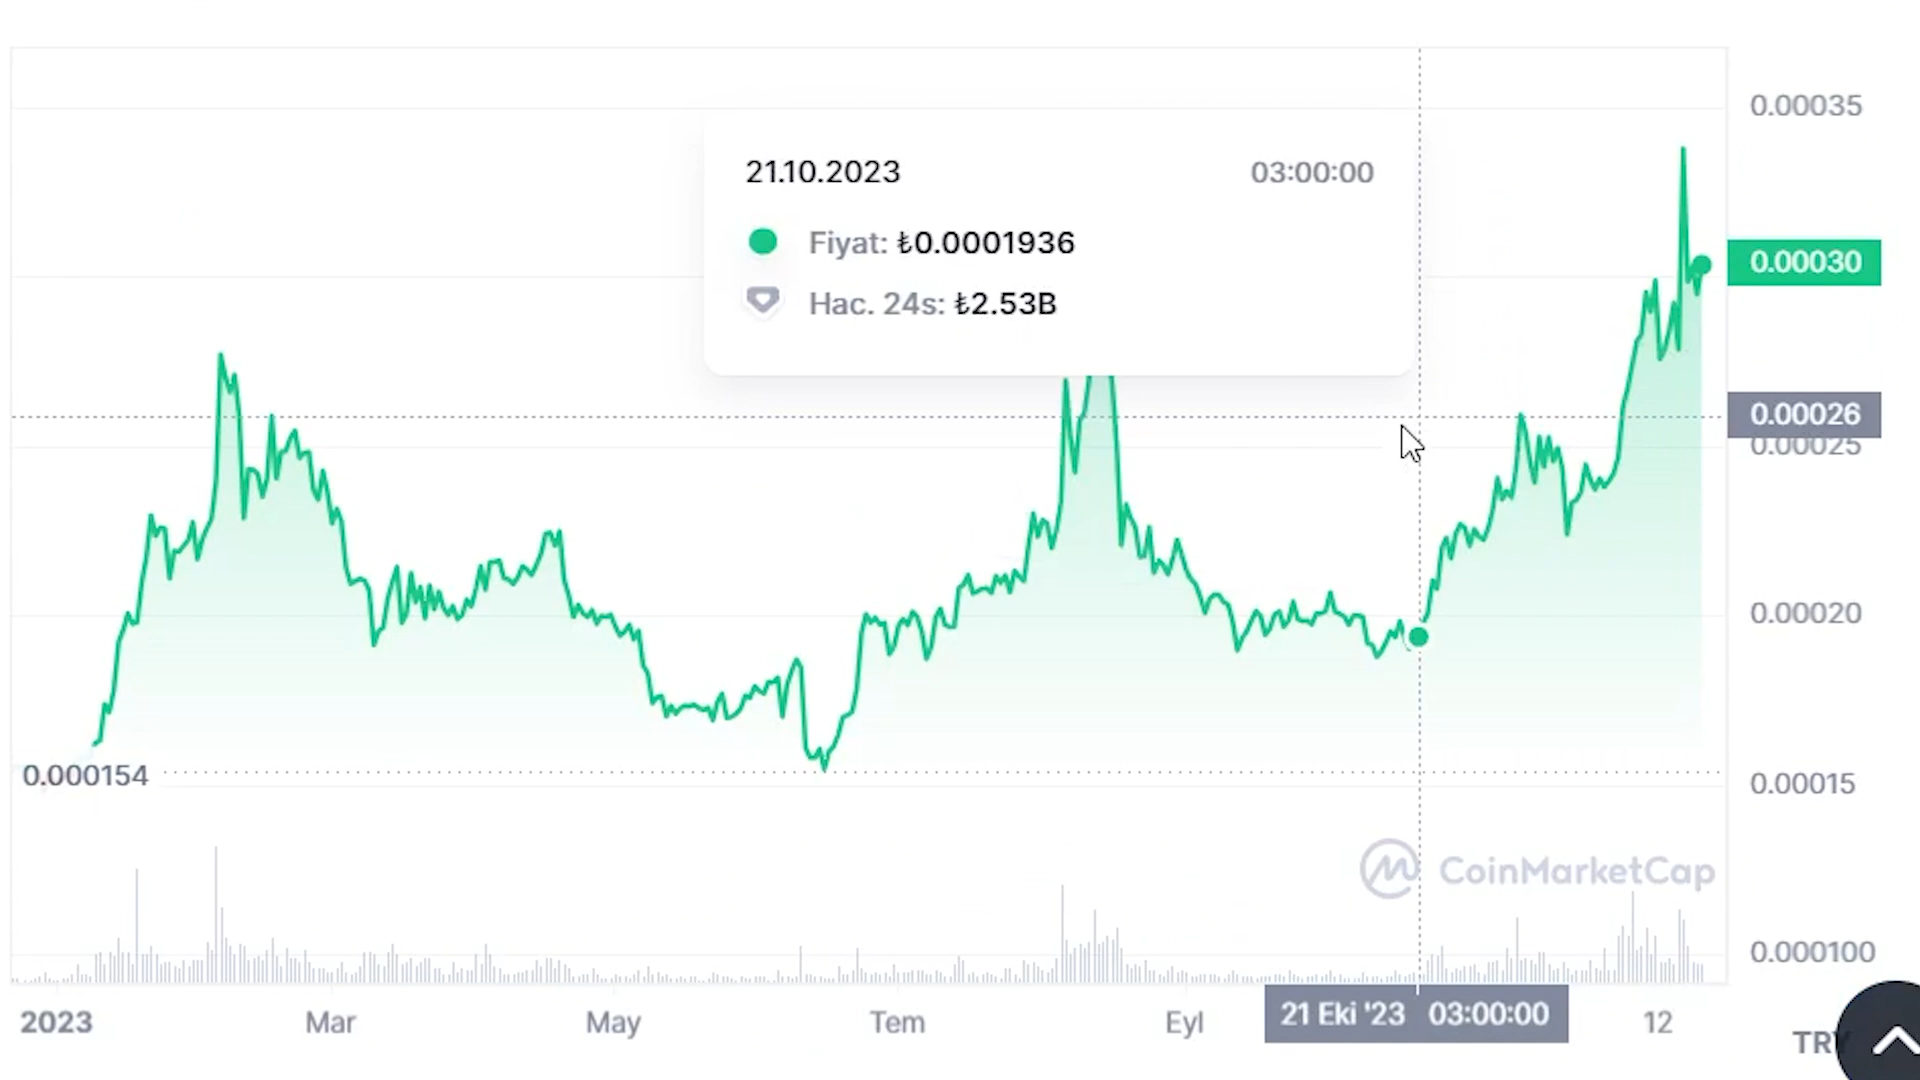 0.00035
21.10.2023 03:00:00
Fiyat: ₺0.0001936
Hac. 24s: ₺2.53B
0.00030
0.00026
0.00025
0.00020
0.000154
0.00015
CoinMarketCap
0.000100
2023 Mar May Tem Eyl 21 Eki '23 03:00:00 12